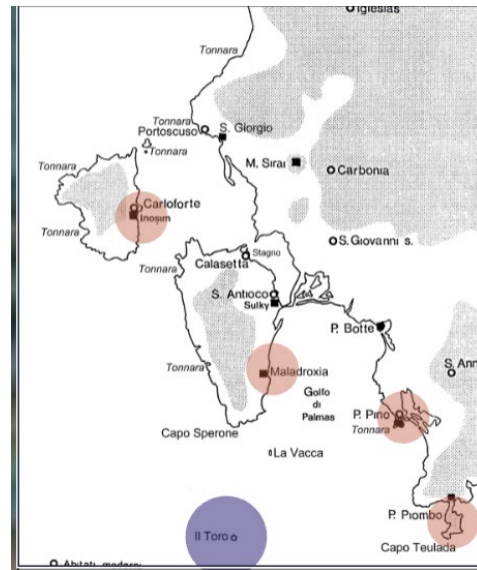 Iglesias
Tonnara
Tonnara
Portoscuso
S. Giorgio
Tonnara
M. Sirai
Carbonia
Tonnara
Carloforte
Inosim
Tonnara
S. Giovanni s.
Stagno
Calasetta
Tonnara
S. Antioco
Sulky
P. Botte
S. Ann
Maladroxia
Tonnara
Golfo
di
Palmas
P. Pino
Tonnara
Capo Sperone
La Vacca
P. Piombo
Il Toro
Capo Teulada
Abitati moderni